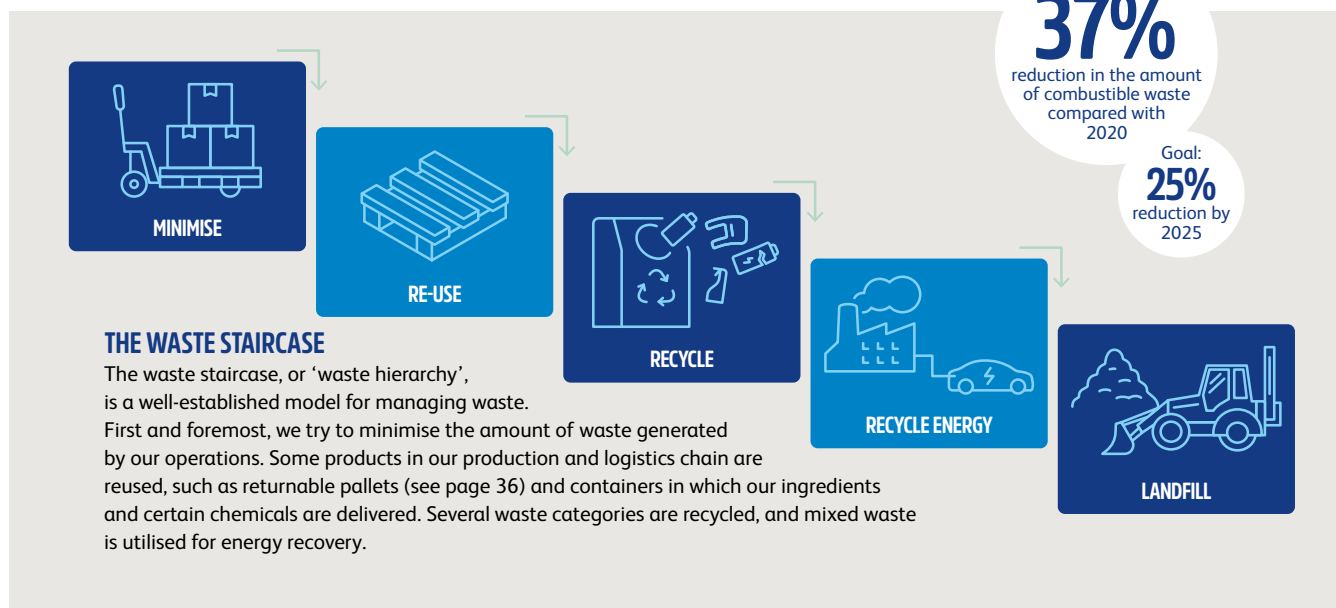 37%
reduction in the amount
of combustible waste
compared with
2020
Goal:
25%
reduction by
2025
MINIMISE
RE-USE
RECYCLE
RECYCLE ENERGY
LANDFILL
THE WASTE STAIRCASE
The waste staircase, or ‘waste hierarchy’,
is a well-established model for managing waste.
First and foremost, we try to minimise the amount of waste generated
by our operations. Some products in our production and logistics chain are
reused, such as returnable pallets (see page 36) and containers in which our ingredients
and certain chemicals are delivered. Several waste categories are recycled, and mixed waste
is utilised for energy recovery.